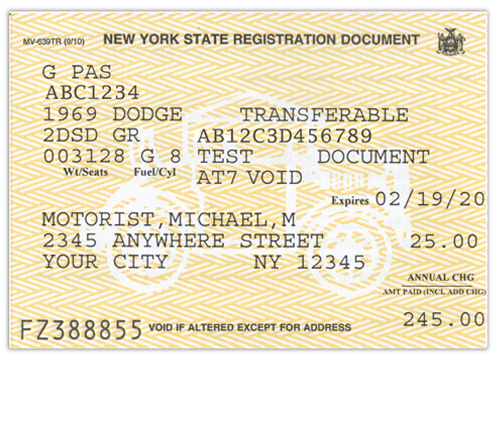 MV-639TR (9/10) NEW YORK STATE REGISTRATION DOCUMENT
G PAS
ABC1234
1969 DODGE TRANSFERABLE
2DSD GR AB12C3D456789
003128 G 8 TEST DOCUMENT
Wt/Seats Fuel/Cyl AT7 VOID
Expires 02/19/20
MOTORIST,MICHAEL,M
2345 ANYWHERE STREET 25.00
YOUR CITY NY 12345
ANNUAL CHG
AMT PAID (INCL ADD CHG)
FZ388855 VOID IF ALTERED EXCEPT FOR ADDRESS 245.00